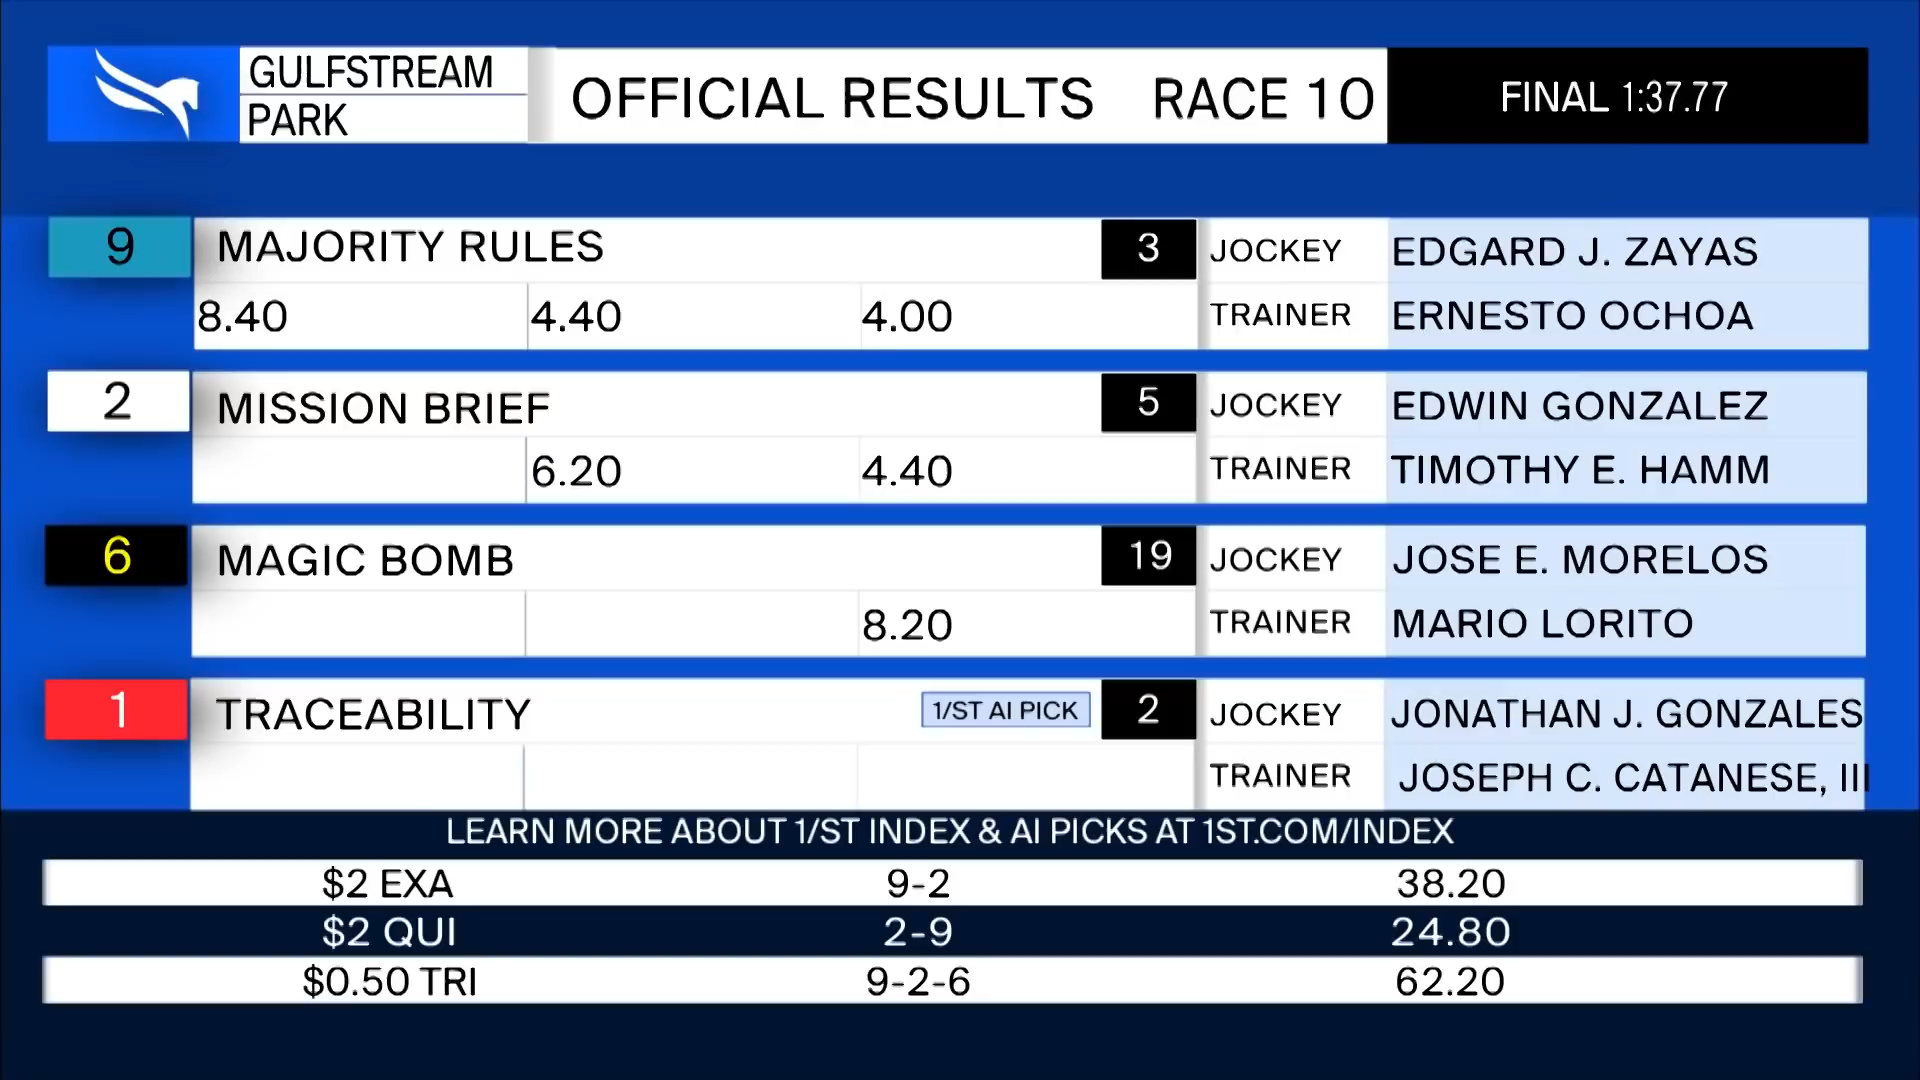 GULFSTREAM
PARK
OFFICIAL RESULTS RACE 10
FINAL 1:37.77
9 MAJORITY RULES 3 JOCKEY EDGARD J. ZAYAS
8.40 4.40 4.00 TRAINER ERNESTO OCHOA
2 MISSION BRIEF 5 JOCKEY EDWIN GONZALEZ
6.20 4.40 TRAINER TIMOTHY E. HAMM
6 MAGIC BOMB 19 JOCKEY JOSE E. MORELOS
8.20 TRAINER MARIO LORITO
1 TRACEABILITY 1/ST AI PICK 2 JOCKEY JONATHAN J. GONZALES
TRAINER JOSEPH C. CATANESE, III
LEARN MORE ABOUT 1/ST INDEX & AI PICKS AT 1ST.COM/INDEX
$2 EXA 9-2 38.20
$2 QUI 2-9 24.80
$0.50 TRI 9-2-6 62.20